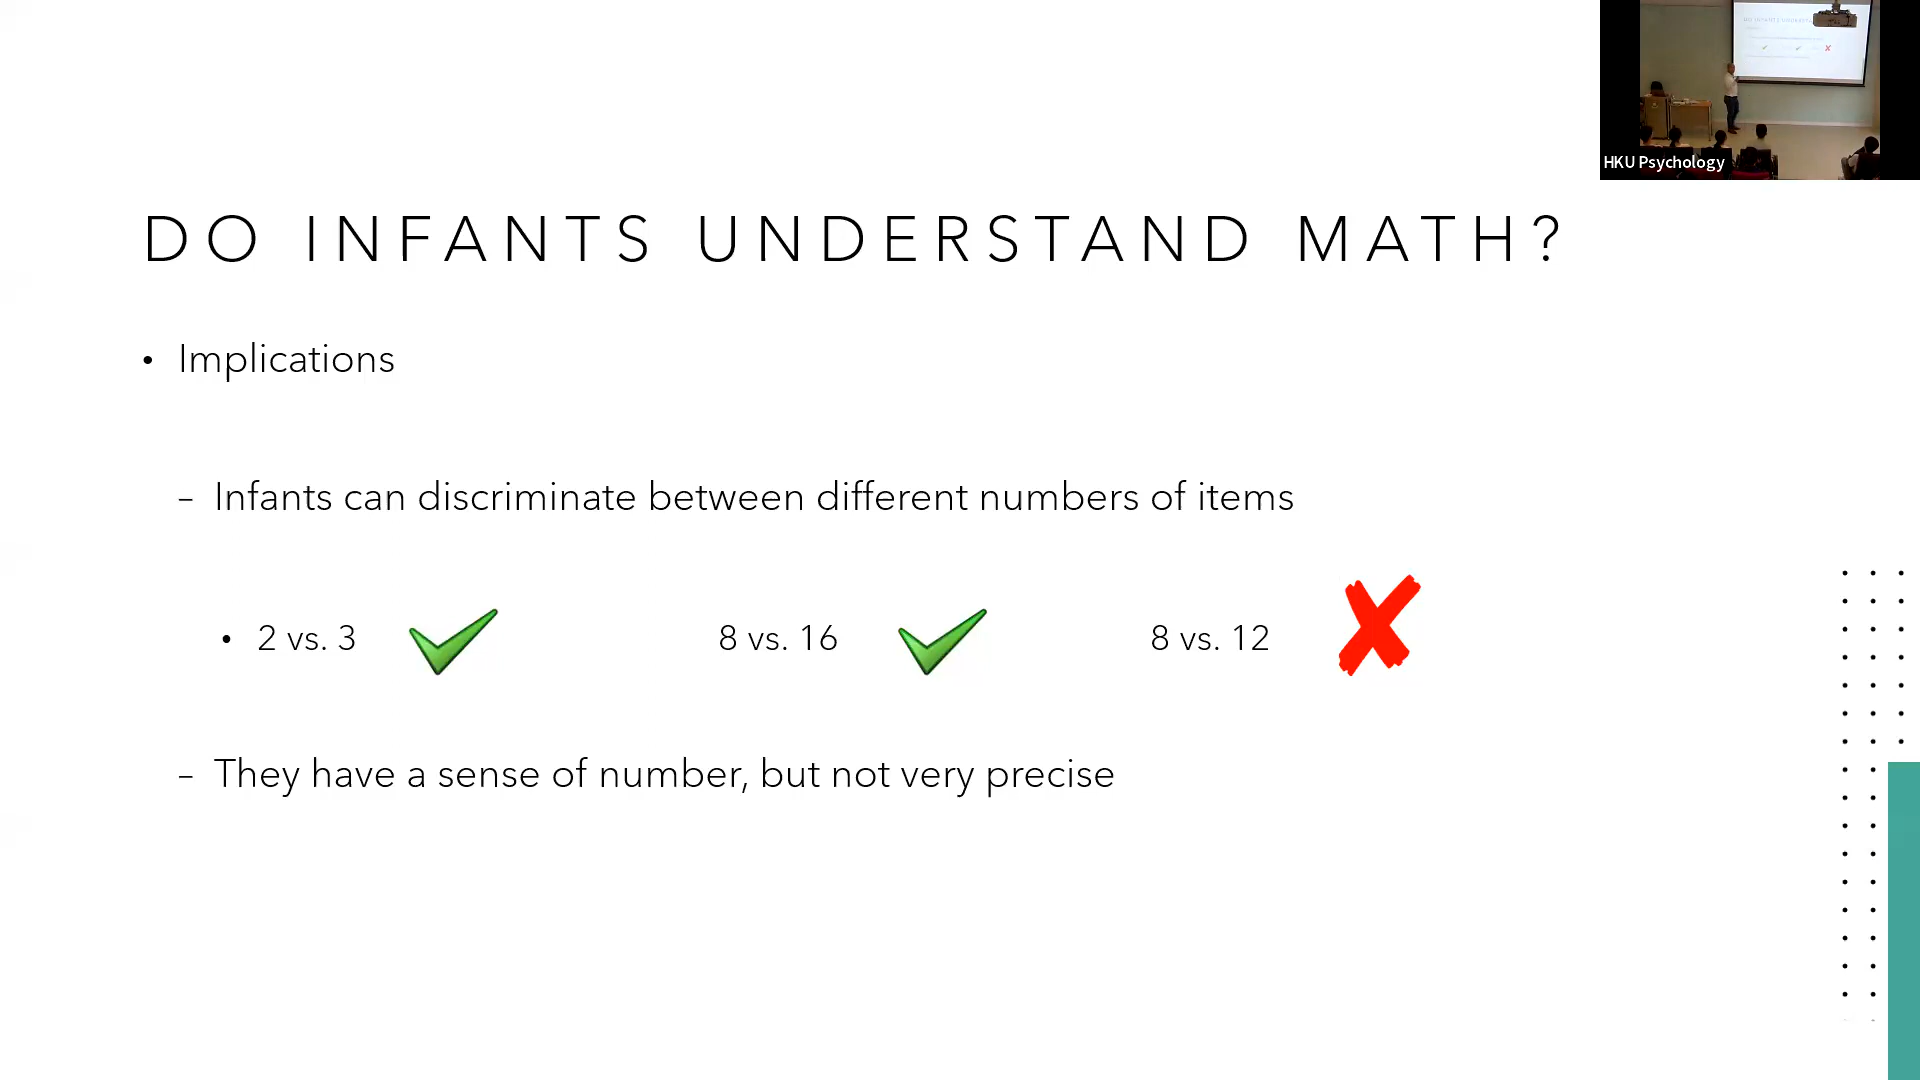 HKU Psychology
DO INFANTS UNDERSTAND MATH?
• Implications
– Infants can discriminate between different numbers of items
• 2 vs. 3 8 vs. 16 8 vs. 12
– They have a sense of number, but not very precise